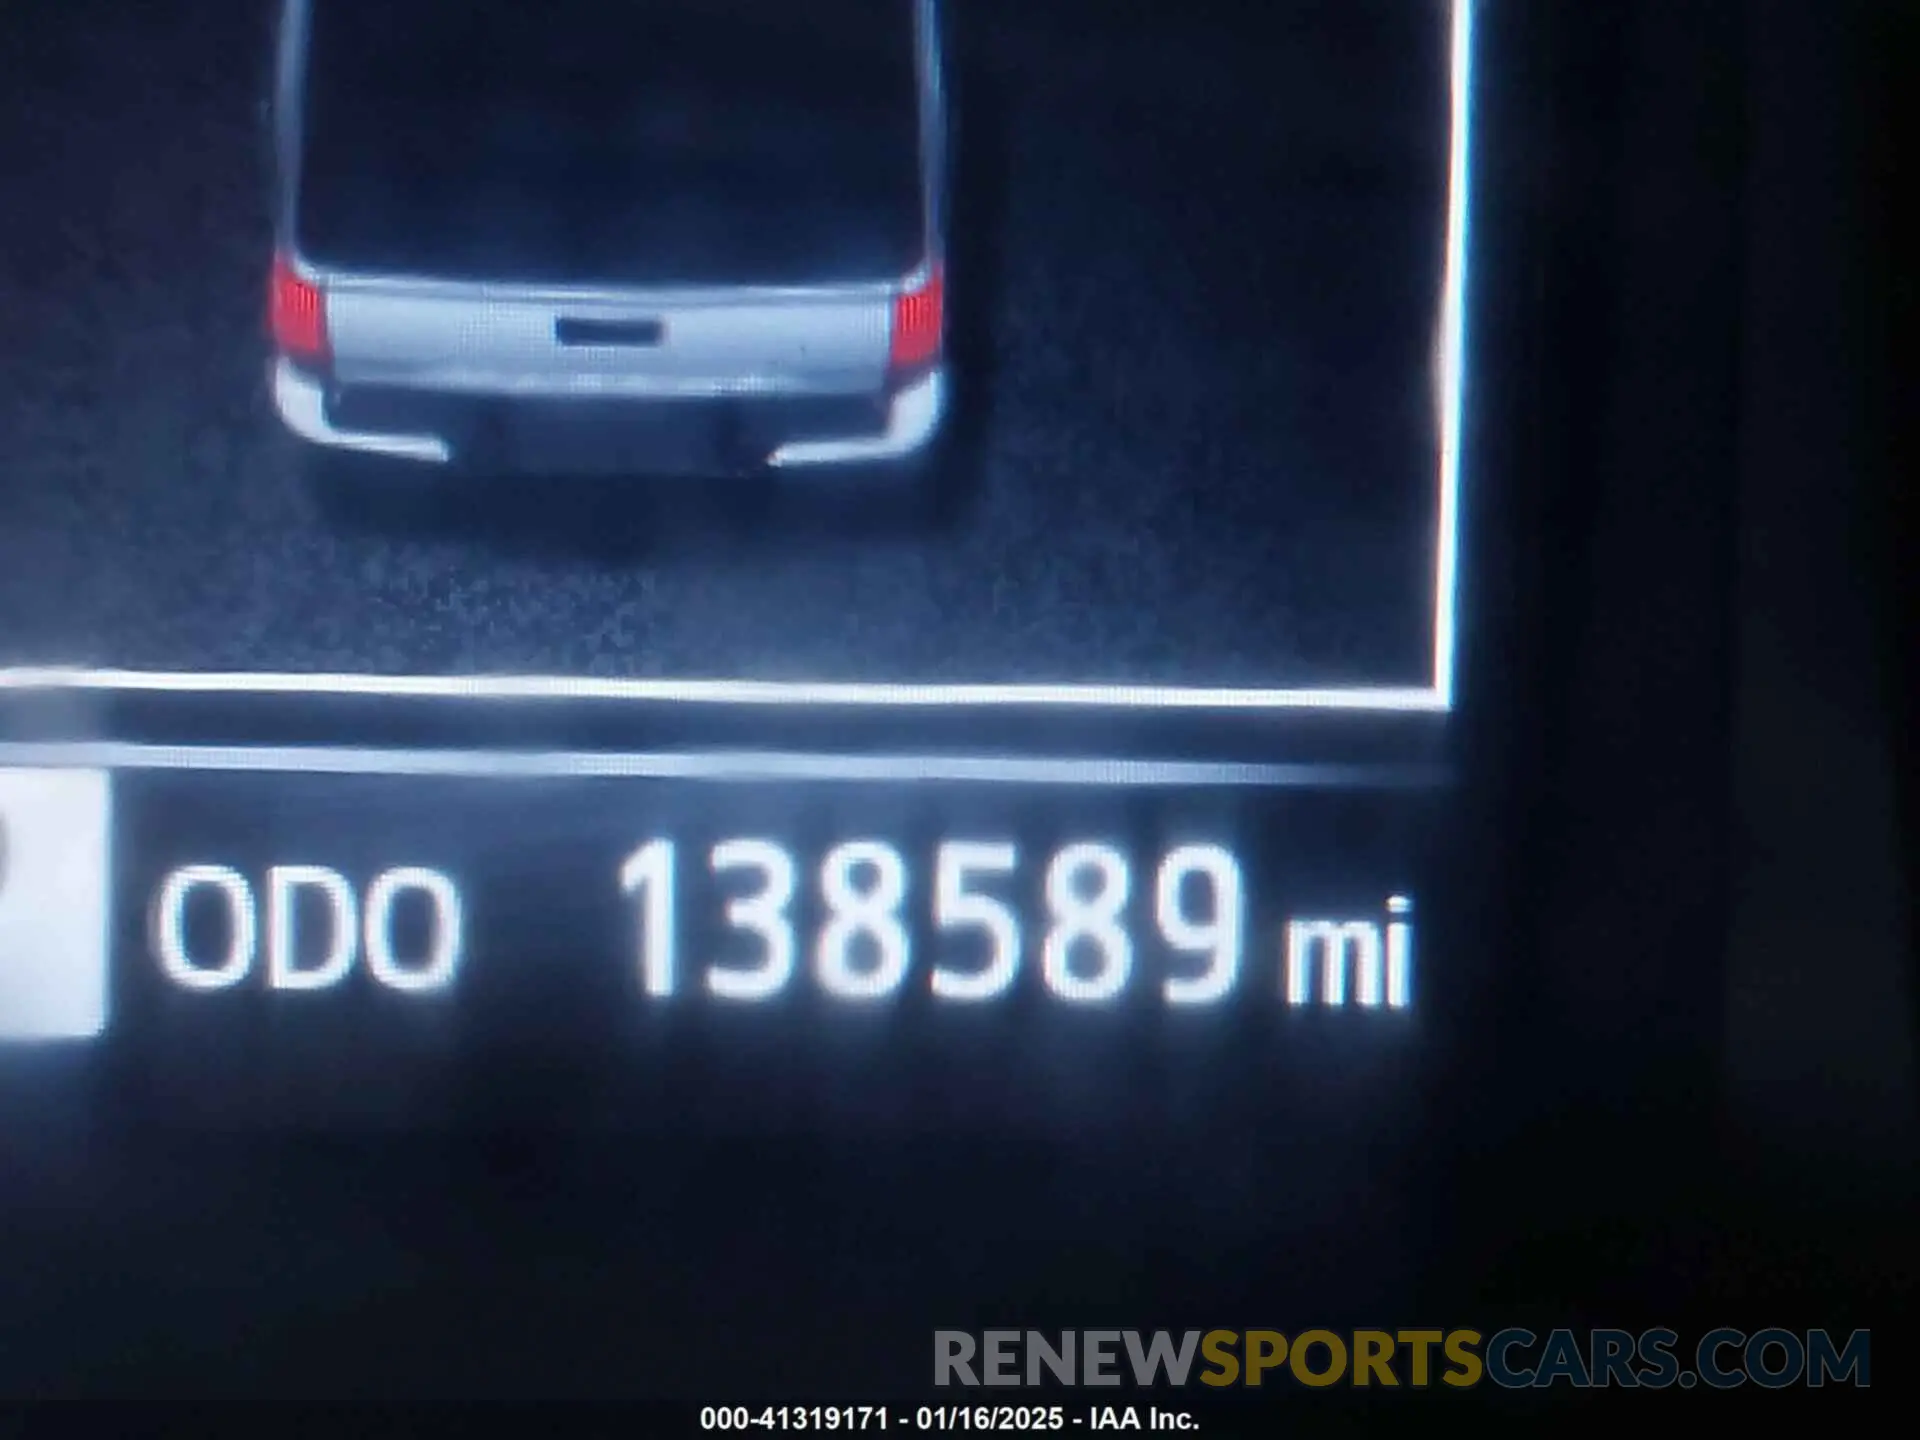 ODO 138589 mi
RENEWSPORTSCARS.COM
000-41319171 - 01/16/2025 - IAA Inc.